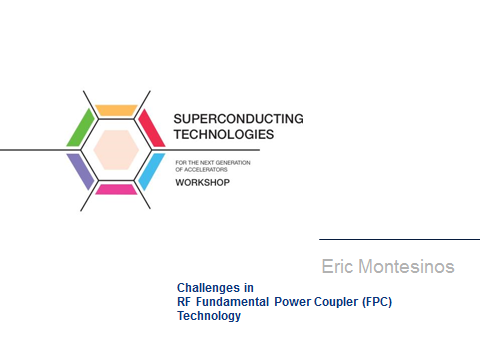 SUPERCONDUCTING
TECHNOLOGIES
FOR THE NEXT GENERATION
OF ACCELERATORS
WORKSHOP
Eric Montesinos
Challenges in
RF Fundamental Power Coupler (FPC)
Technology